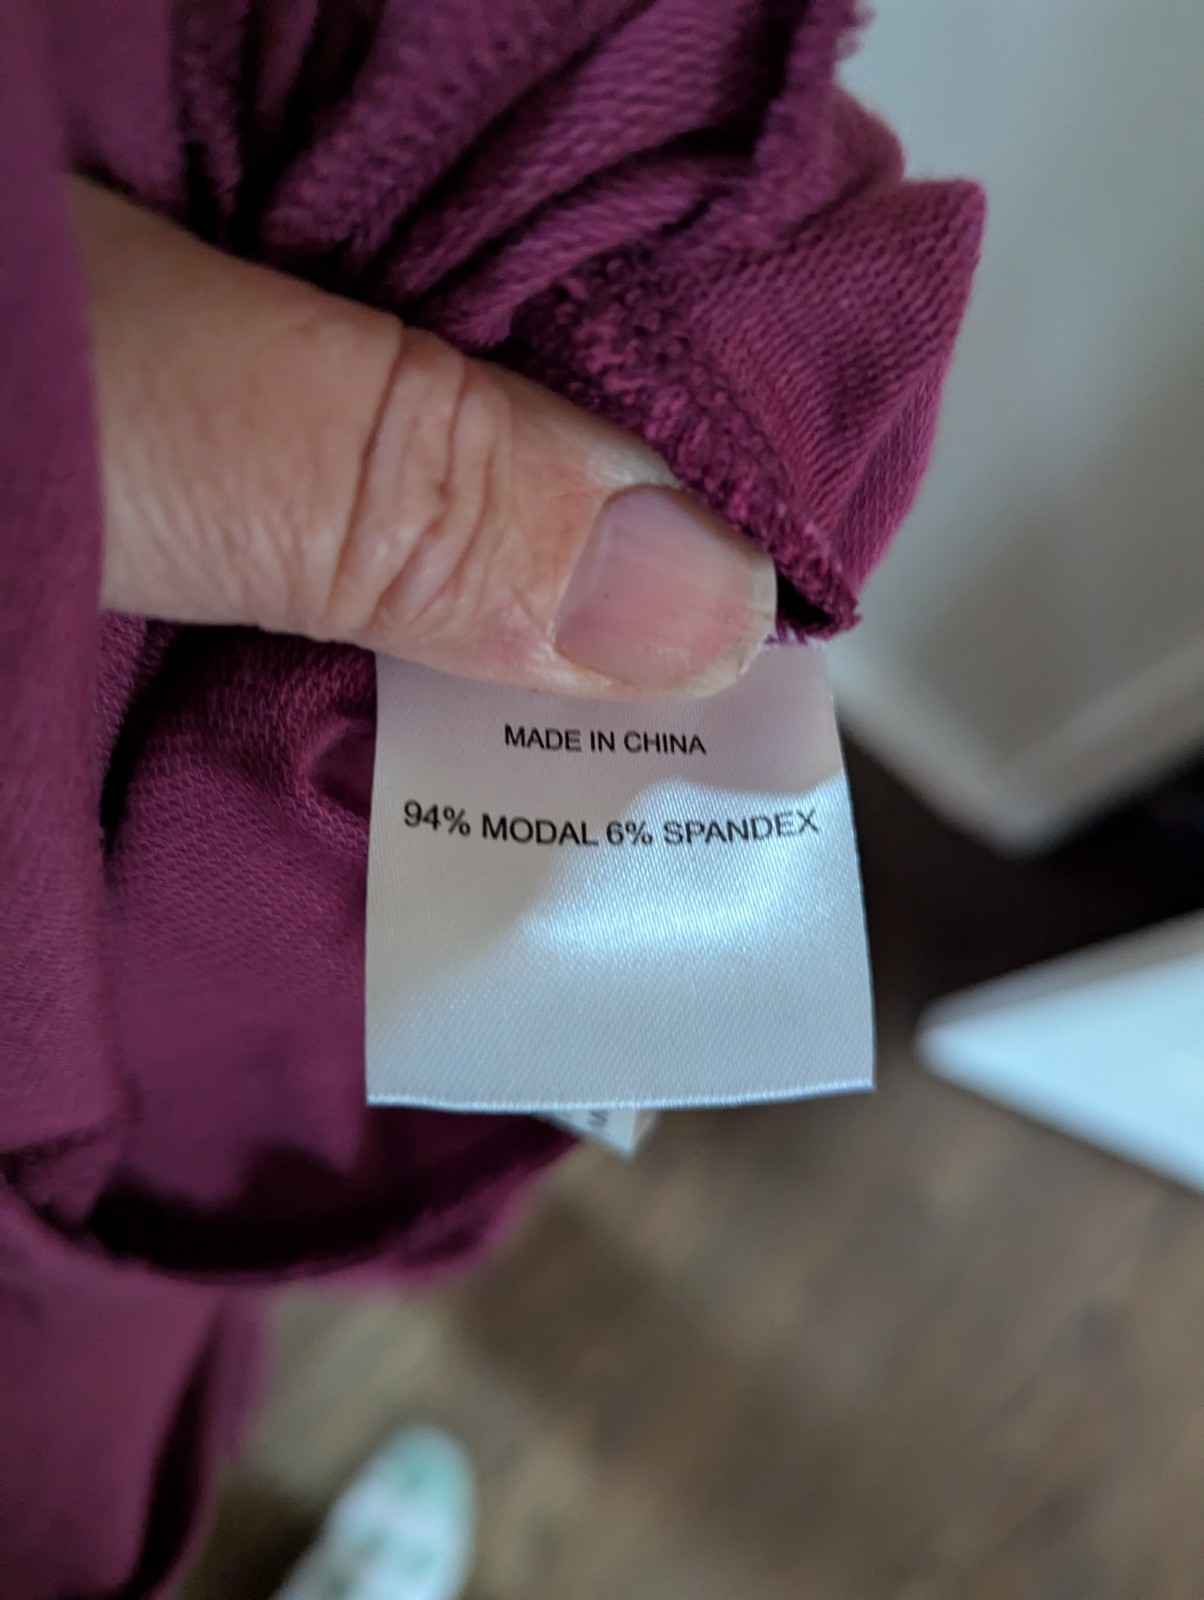 MADE IN CHINA
94% MODAL 6% SPANDEX